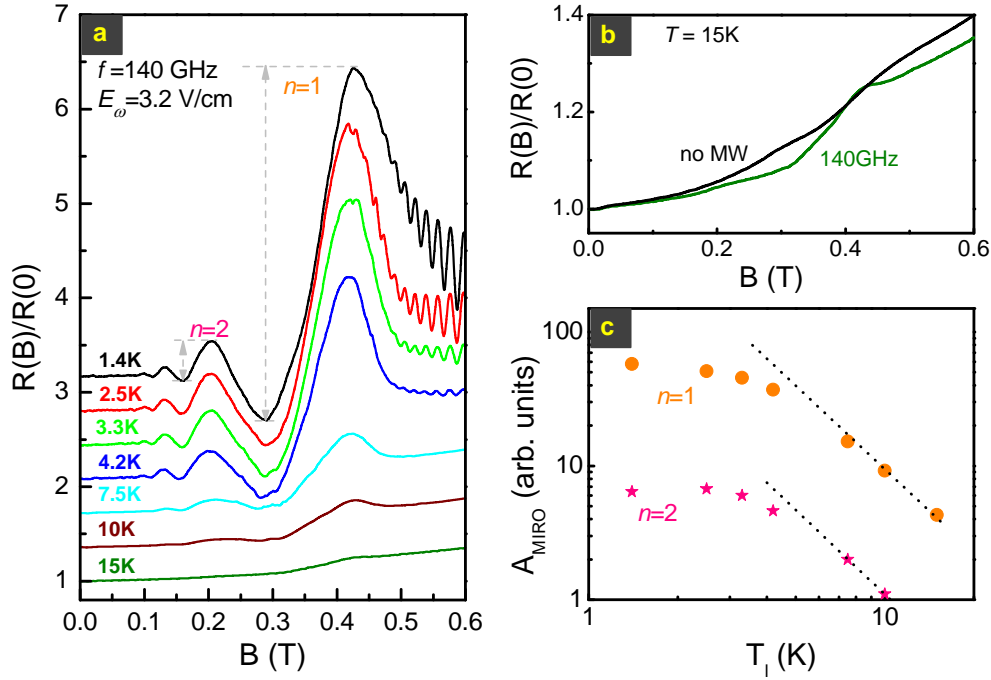 a
f =140 GHz
E_ω=3.2 V/cm
n=1
n=2
1.4K
2.5K
3.3K
4.2K
7.5K
10K
15K
7
6
5
4
3
2
1
R(B)/R(0)
0.0 0.1 0.2 0.3 0.4 0.5 0.6
B (T)
b
T = 15K
no MW
140GHz
1.4
1.2
1.0
R(B)/R(0)
0.0 0.2 0.4 0.6
B (T)
c
n=1
n=2
100
10
1
A_MIRO (arb. units)
1 10
T_l (K)